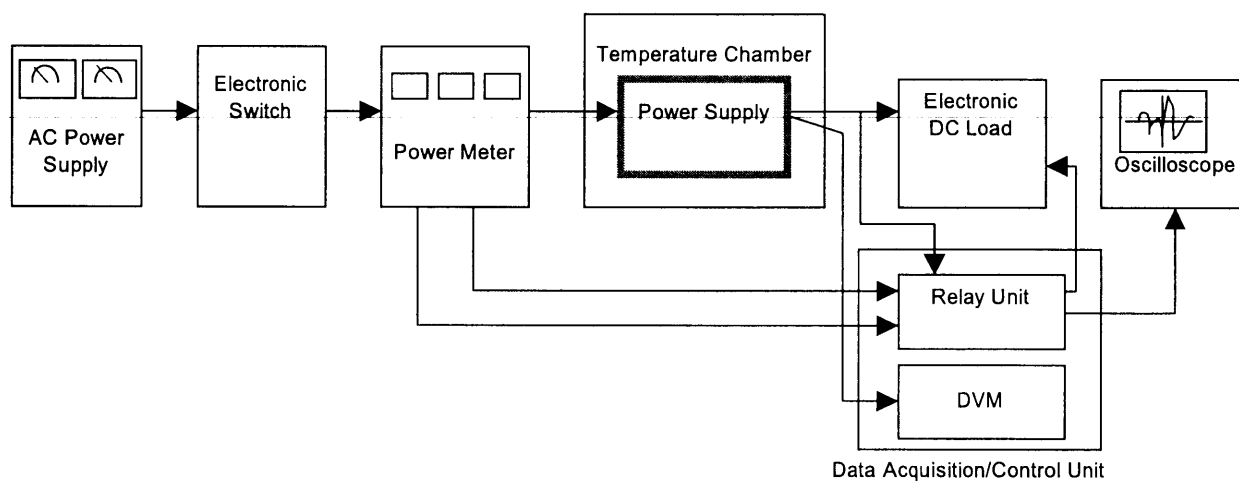 AC Power
Supply
Electronic
Switch
Power Meter
Temperature Chamber
Power Supply
Electronic
DC Load
Oscilloscope
Relay Unit
DVM
Data Acquisition/Control Unit